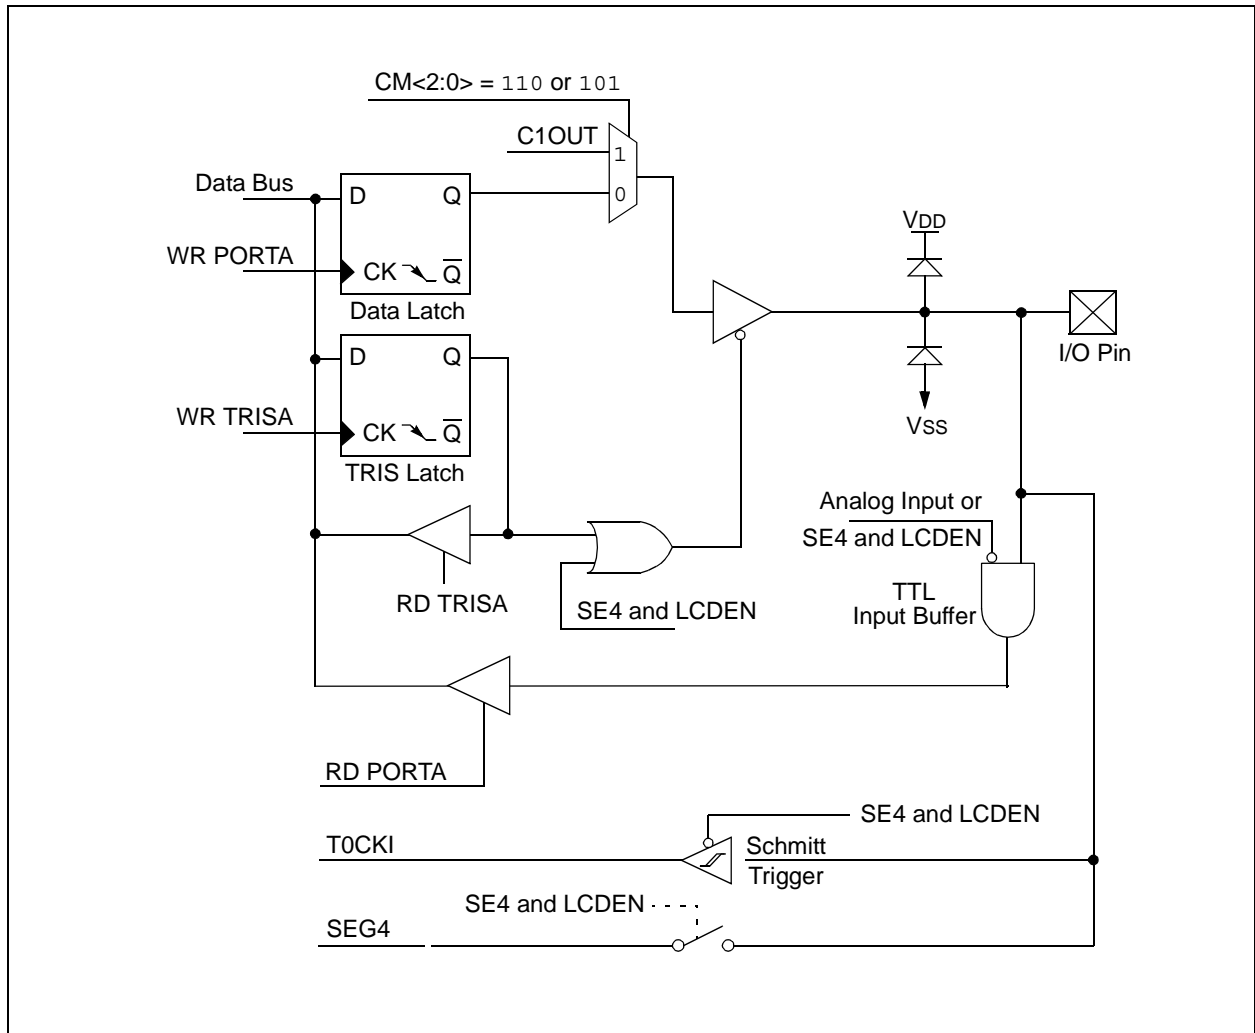 CM<2:0> = 110 or 101
C1OUT
1
0
Data Bus
D Q
WR PORTA
CK Q̅
Data Latch
VDD
I/O Pin
VSS
D Q
WR TRISA
CK Q̅
TRIS Latch
Analog Input or
SE4 and LCDEN
TTL
Input Buffer
RD TRISA
SE4 and LCDEN
RD PORTA
SE4 and LCDEN
T0CKI
Schmitt
Trigger
SE4 and LCDEN
SEG4